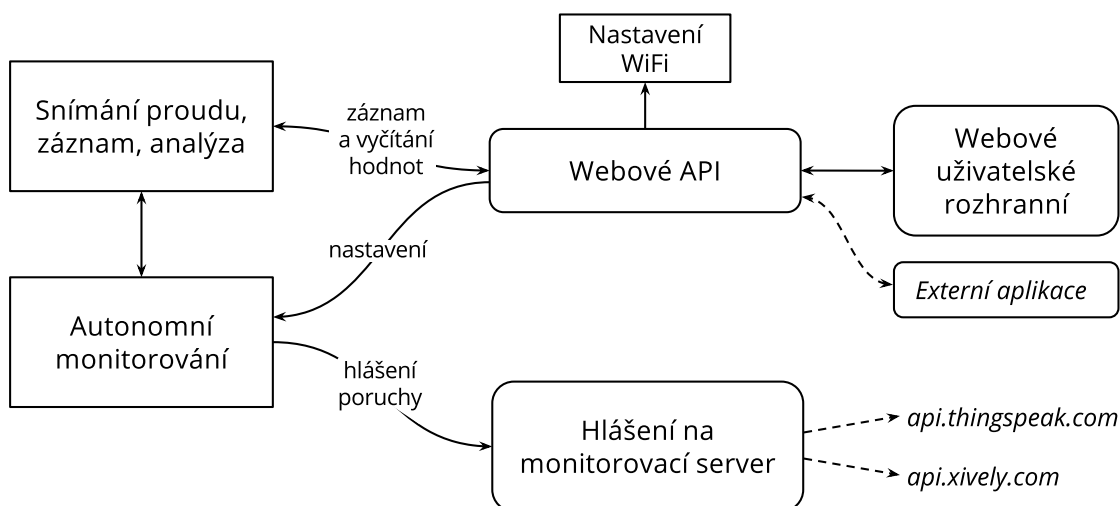 Nastavení
WiFi
Snímání proudu,
záznam, analýza
záznam
a vyčítání
hodnot
Webové API
Webové
uživatelské
rozhranní
nastavení
Externí aplikace
Autonomní
monitorování
hlášení
poruchy
Hlášení na
monitorovací server
api.thingspeak.com
api.xively.com